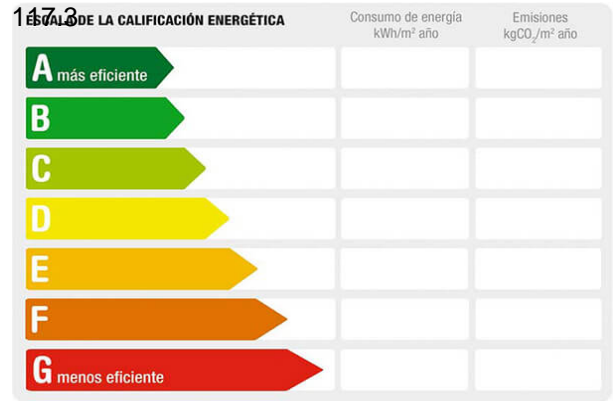 117.3
ESCALA DE LA CALIFICACIÓN ENERGÉTICA
Consumo de energía
kWh/m² año
Emisiones
kgCO₂/m² año
A más eficiente
B
C
D
E
F
G menos eficiente